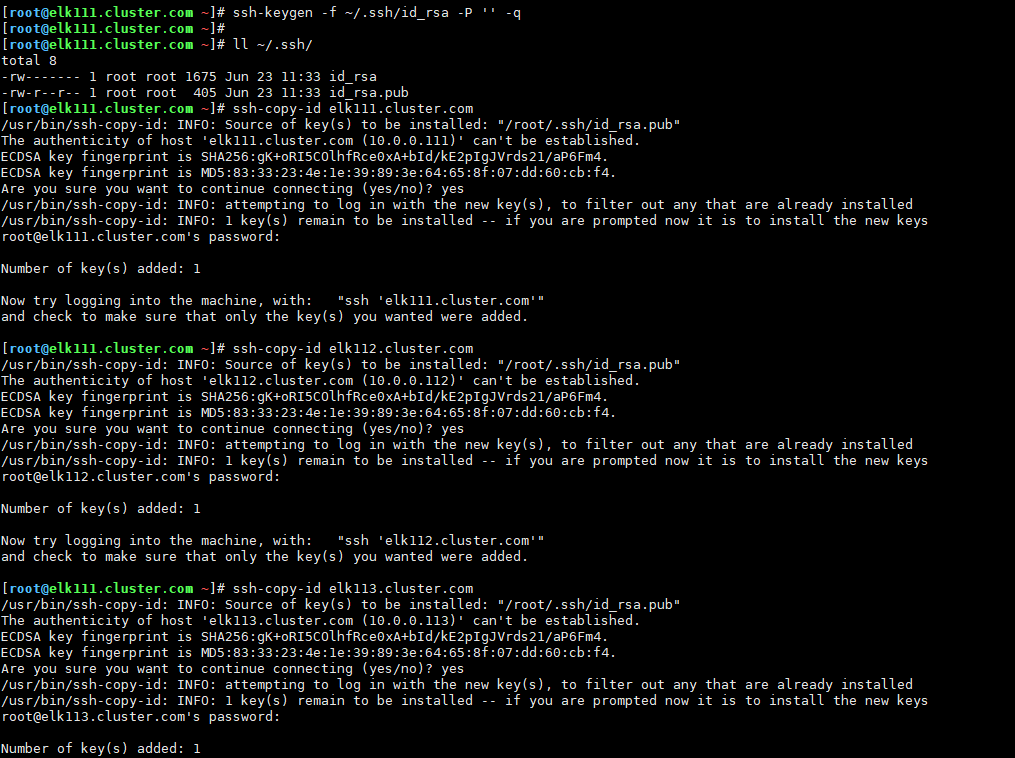 [root@elk111.cluster.com ~]# ssh-keygen -f ~/.ssh/id_rsa -P '' -q
[root@elk111.cluster.com ~]#
[root@elk111.cluster.com ~]# ll ~/.ssh/
total 8
-rw------- 1 root root 1675 Jun 23 11:33 id_rsa
-rw-r--r-- 1 root root  405 Jun 23 11:33 id_rsa.pub
[root@elk111.cluster.com ~]# ssh-copy-id elk111.cluster.com
/usr/bin/ssh-copy-id: INFO: Source of key(s) to be installed: "/root/.ssh/id_rsa.pub"
The authenticity of host 'elk111.cluster.com (10.0.0.111)' can't be established.
ECDSA key fingerprint is SHA256:gK+oRI5COlhfRce0xA+bId/kE2pIgJVrds21/aP6Fm4.
ECDSA key fingerprint is MD5:83:33:23:4e:1e:39:89:3e:64:65:8f:07:dd:60:cb:f4.
Are you sure you want to continue connecting (yes/no)? yes
/usr/bin/ssh-copy-id: INFO: attempting to log in with the new key(s), to filter out any that are already installed
/usr/bin/ssh-copy-id: INFO: 1 key(s) remain to be installed -- if you are prompted now it is to install the new keys
root@elk111.cluster.com's password:
Number of key(s) added: 1
Now try logging into the machine, with:   "ssh 'elk111.cluster.com'"
and check to make sure that only the key(s) you wanted were added.
[root@elk111.cluster.com ~]# ssh-copy-id elk112.cluster.com
/usr/bin/ssh-copy-id: INFO: Source of key(s) to be installed: "/root/.ssh/id_rsa.pub"
The authenticity of host 'elk112.cluster.com (10.0.0.112)' can't be established.
ECDSA key fingerprint is SHA256:gK+oRI5COlhfRce0xA+bId/kE2pIgJVrds21/aP6Fm4.
ECDSA key fingerprint is MD5:83:33:23:4e:1e:39:89:3e:64:65:8f:07:dd:60:cb:f4.
Are you sure you want to continue connecting (yes/no)? yes
/usr/bin/ssh-copy-id: INFO: attempting to log in with the new key(s), to filter out any that are already installed
/usr/bin/ssh-copy-id: INFO: 1 key(s) remain to be installed -- if you are prompted now it is to install the new keys
root@elk112.cluster.com's password:
Number of key(s) added: 1
Now try logging into the machine, with:   "ssh 'elk112.cluster.com'"
and check to make sure that only the key(s) you wanted were added.
[root@elk111.cluster.com ~]# ssh-copy-id elk113.cluster.com
/usr/bin/ssh-copy-id: INFO: Source of key(s) to be installed: "/root/.ssh/id_rsa.pub"
The authenticity of host 'elk113.cluster.com (10.0.0.113)' can't be established.
ECDSA key fingerprint is SHA256:gK+oRI5COlhfRce0xA+bId/kE2pIgJVrds21/aP6Fm4.
ECDSA key fingerprint is MD5:83:33:23:4e:1e:39:89:3e:64:65:8f:07:dd:60:cb:f4.
Are you sure you want to continue connecting (yes/no)? yes
/usr/bin/ssh-copy-id: INFO: attempting to log in with the new key(s), to filter out any that are already installed
/usr/bin/ssh-copy-id: INFO: 1 key(s) remain to be installed -- if you are prompted now it is to install the new keys
root@elk113.cluster.com's password:
Number of key(s) added: 1